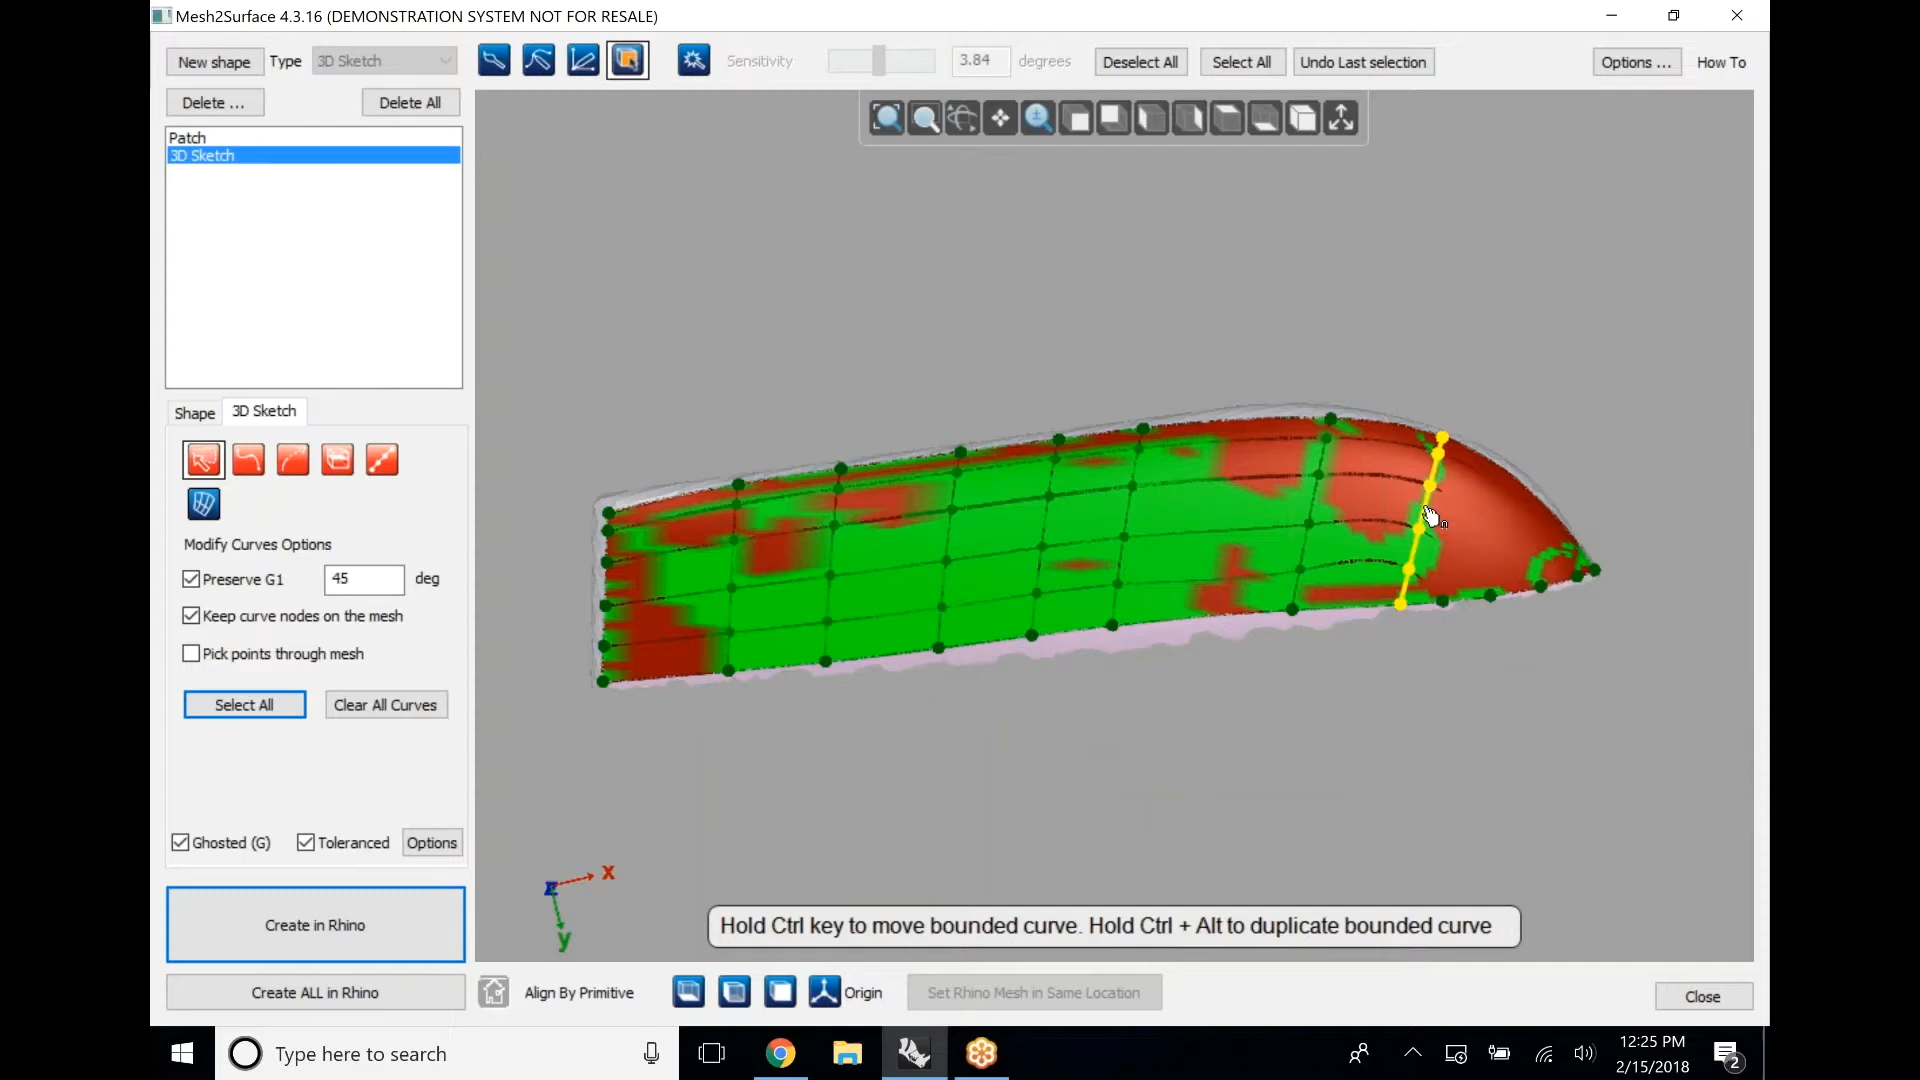 Mesh2Surface 4.3.16 (DEMONSTRATION SYSTEM NOT FOR RESALE)
New shape Type 3D Sketch Sensitivity 3.84 degrees Deselect All Select All Undo Last selection Options ... How To
Delete ... Delete All
Patch
3D Sketch
Shape 3D Sketch
Modify Curves Options
Preserve G1 45 deg
Keep curve nodes on the mesh
Pick points through mesh
Select All Clear All Curves
Ghosted (G) Toleranced Options
x
z
y
Hold Ctrl key to move bounded curve. Hold Ctrl + Alt to duplicate bounded curve
Create in Rhino
Create ALL in Rhino Align By Primitive Origin Set Rhino Mesh in Same Location Close
Type here to search
12:25 PM
2/15/2018
2